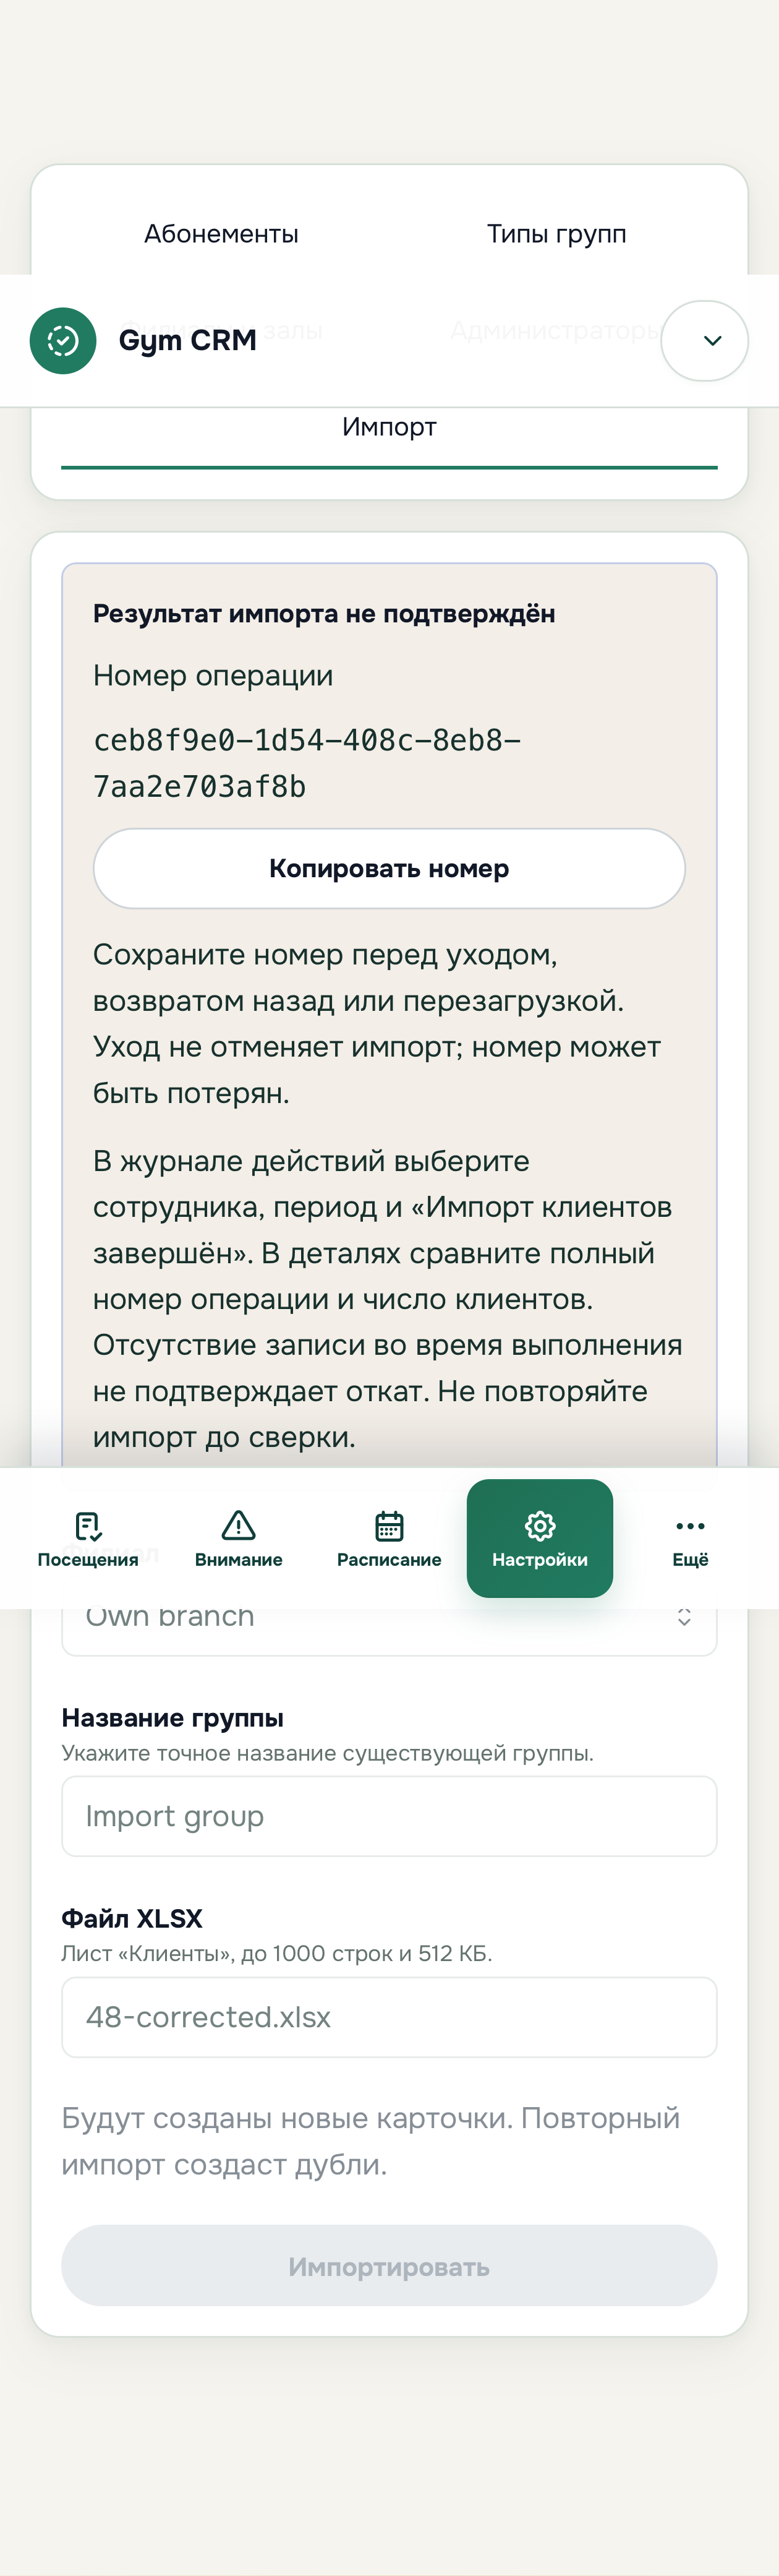 Абонементы
Типы групп
Филиалы и залы
Администраторы
Gym CRM
Импорт
Результат импорта не подтверждён
Номер операции
ceb8f9e0-1d54-408c-8eb8-
7aa2e703af8b
Копировать номер
Сохраните номер перед уходом,
возвратом назад или перезагрузкой.
Уход не отменяет импорт; номер может
быть потерян.
В журнале действий выберите
сотрудника, период и «Импорт клиентов
завершён». В деталях сравните полный
номер операции и число клиентов.
Отсутствие записи во время выполнения
не подтверждает откат. Не повторяйте
импорт до сверки.
Филиал
Посещения
Внимание
Расписание
Настройки
Ещё
Own branch
Название группы
Укажите точное название существующей группы.
Import group
Файл XLSX
Лист «Клиенты», до 1000 строк и 512 КБ.
48-corrected.xlsx
Будут созданы новые карточки. Повторный
импорт создаст дубли.
Импортировать